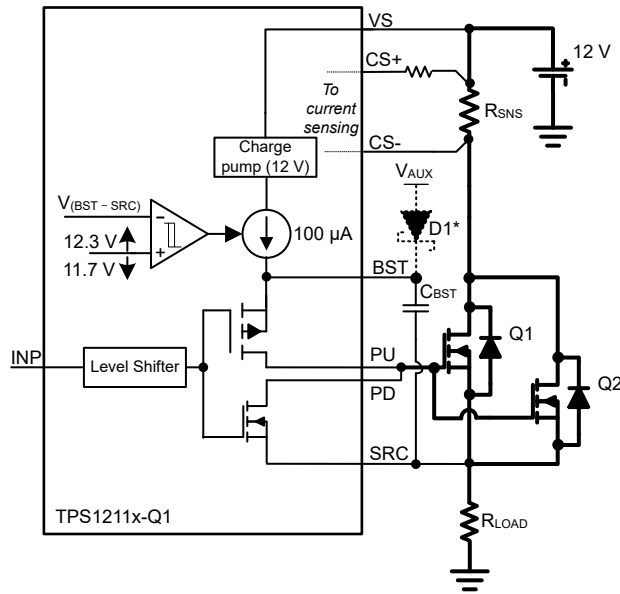 VS
CS+
12 V
To
current
sensing
RSNS
CS-
Charge
pump (12 V)
VAUX
V(BST – SRC)
D1*
12.3 V
100 µA
11.7 V
BST
CBST
Q1
INP
Level Shifter
PU
Q2
PD
SRC
RLOAD
TPS1211x-Q1